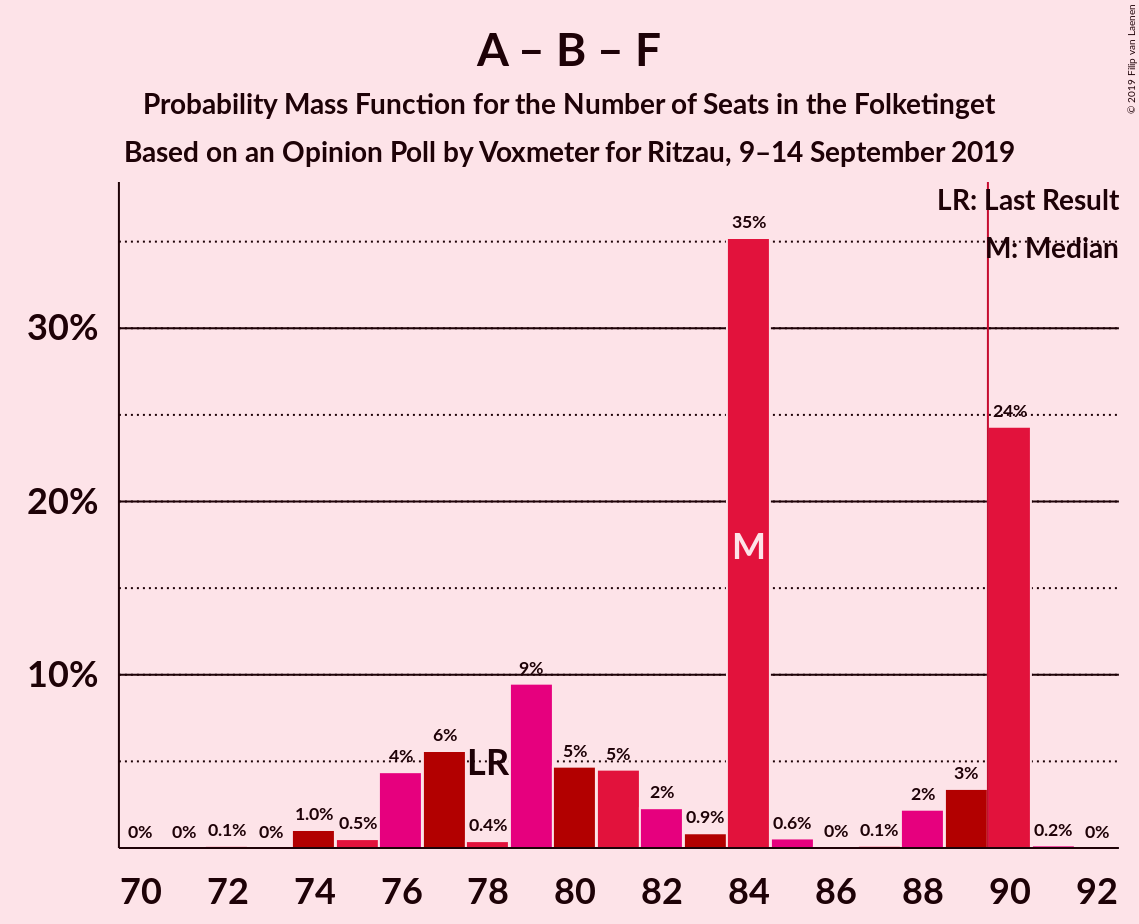 © 2019 Filip van Laenen
A – B – F
Probability Mass Function for the Number of Seats in the Folketinget
Based on an Opinion Poll by Voxmeter for Ritzau, 9–14 September 2019
LR: Last Result
M: Median
30%
20%
10%
0% 0% 0.1% 0% 1.0% 0.5% 4% 6% 0.4% 9% 5% 5% 2% 0.9% 35% 0.6% 0% 0.1% 2% 3% 24% 0.2% 0%
LR
M
70 72 74 76 78 80 82 84 86 88 90 92